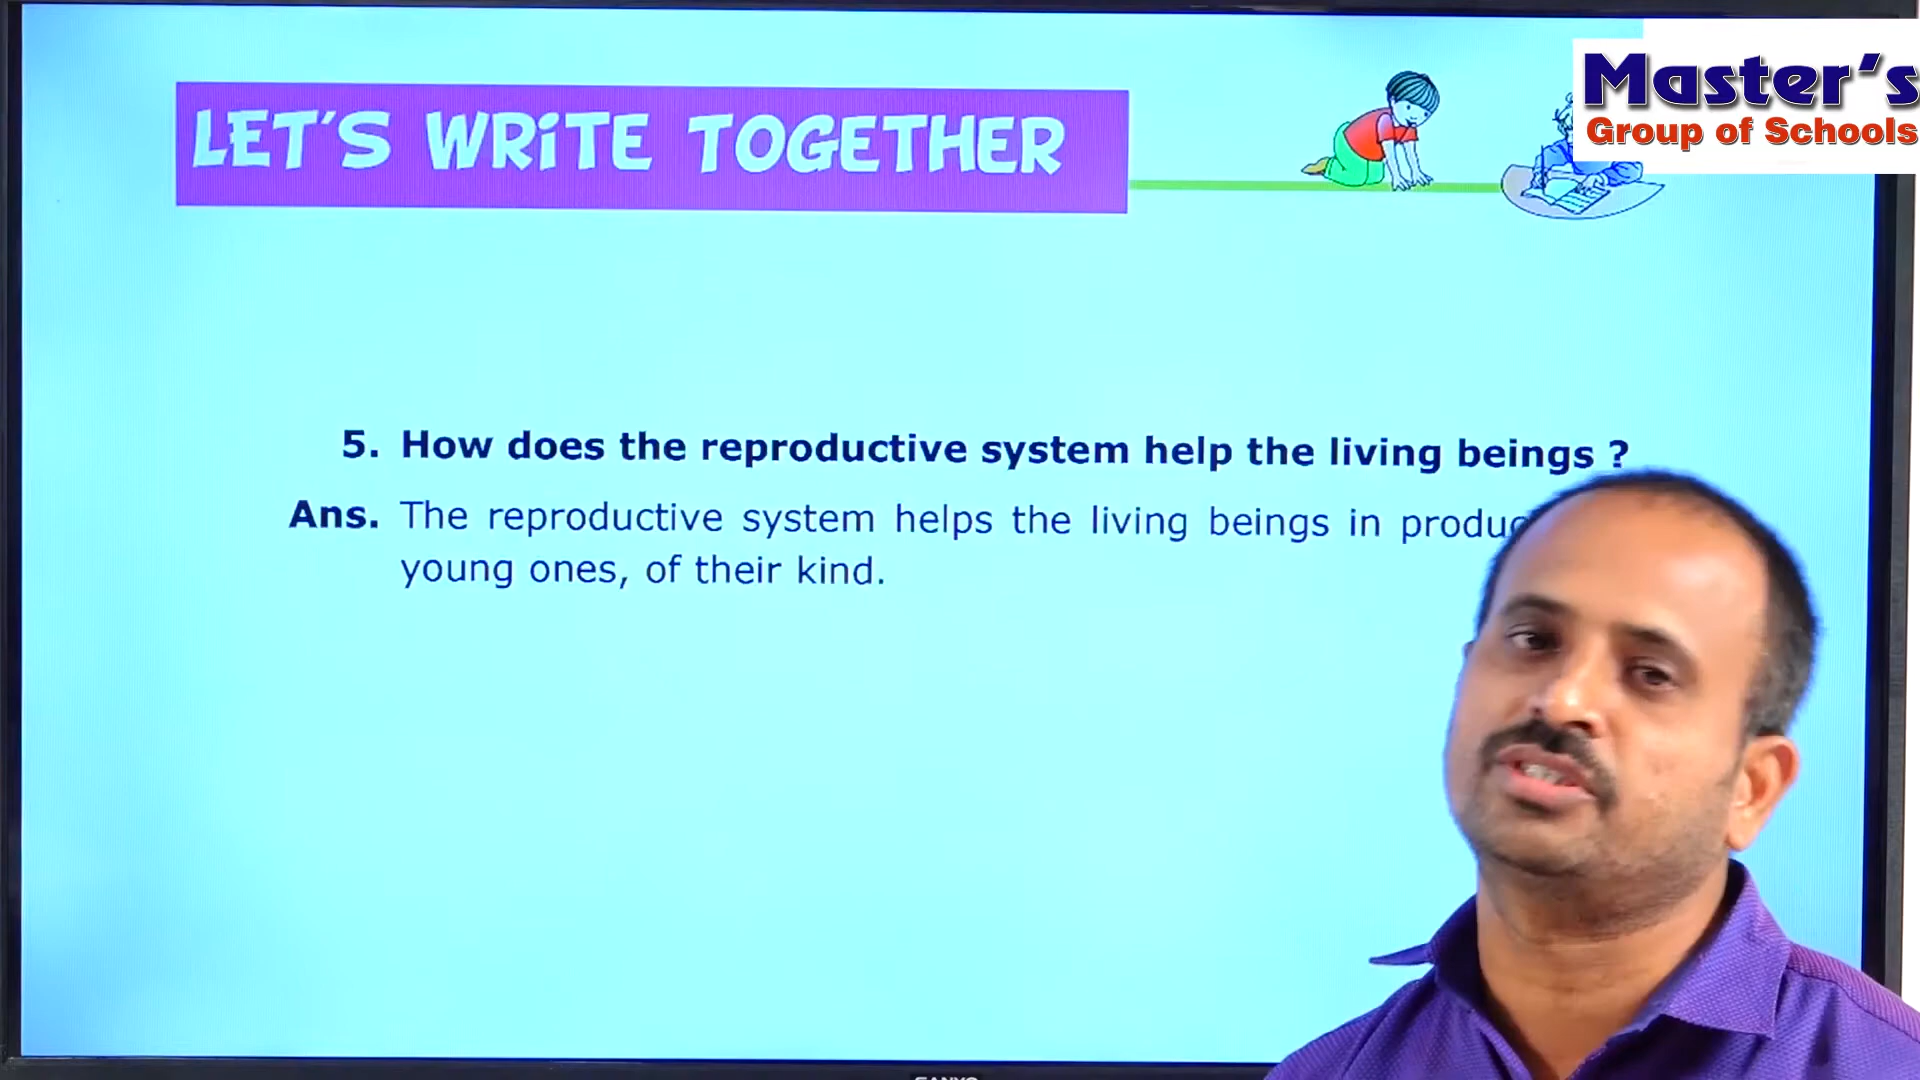 LET'S WRITE TOGETHER
Master's
Group of Schools
5. How does the reproductive system help the living beings ?
Ans. The reproductive system helps the living beings in
young ones, of their kind.